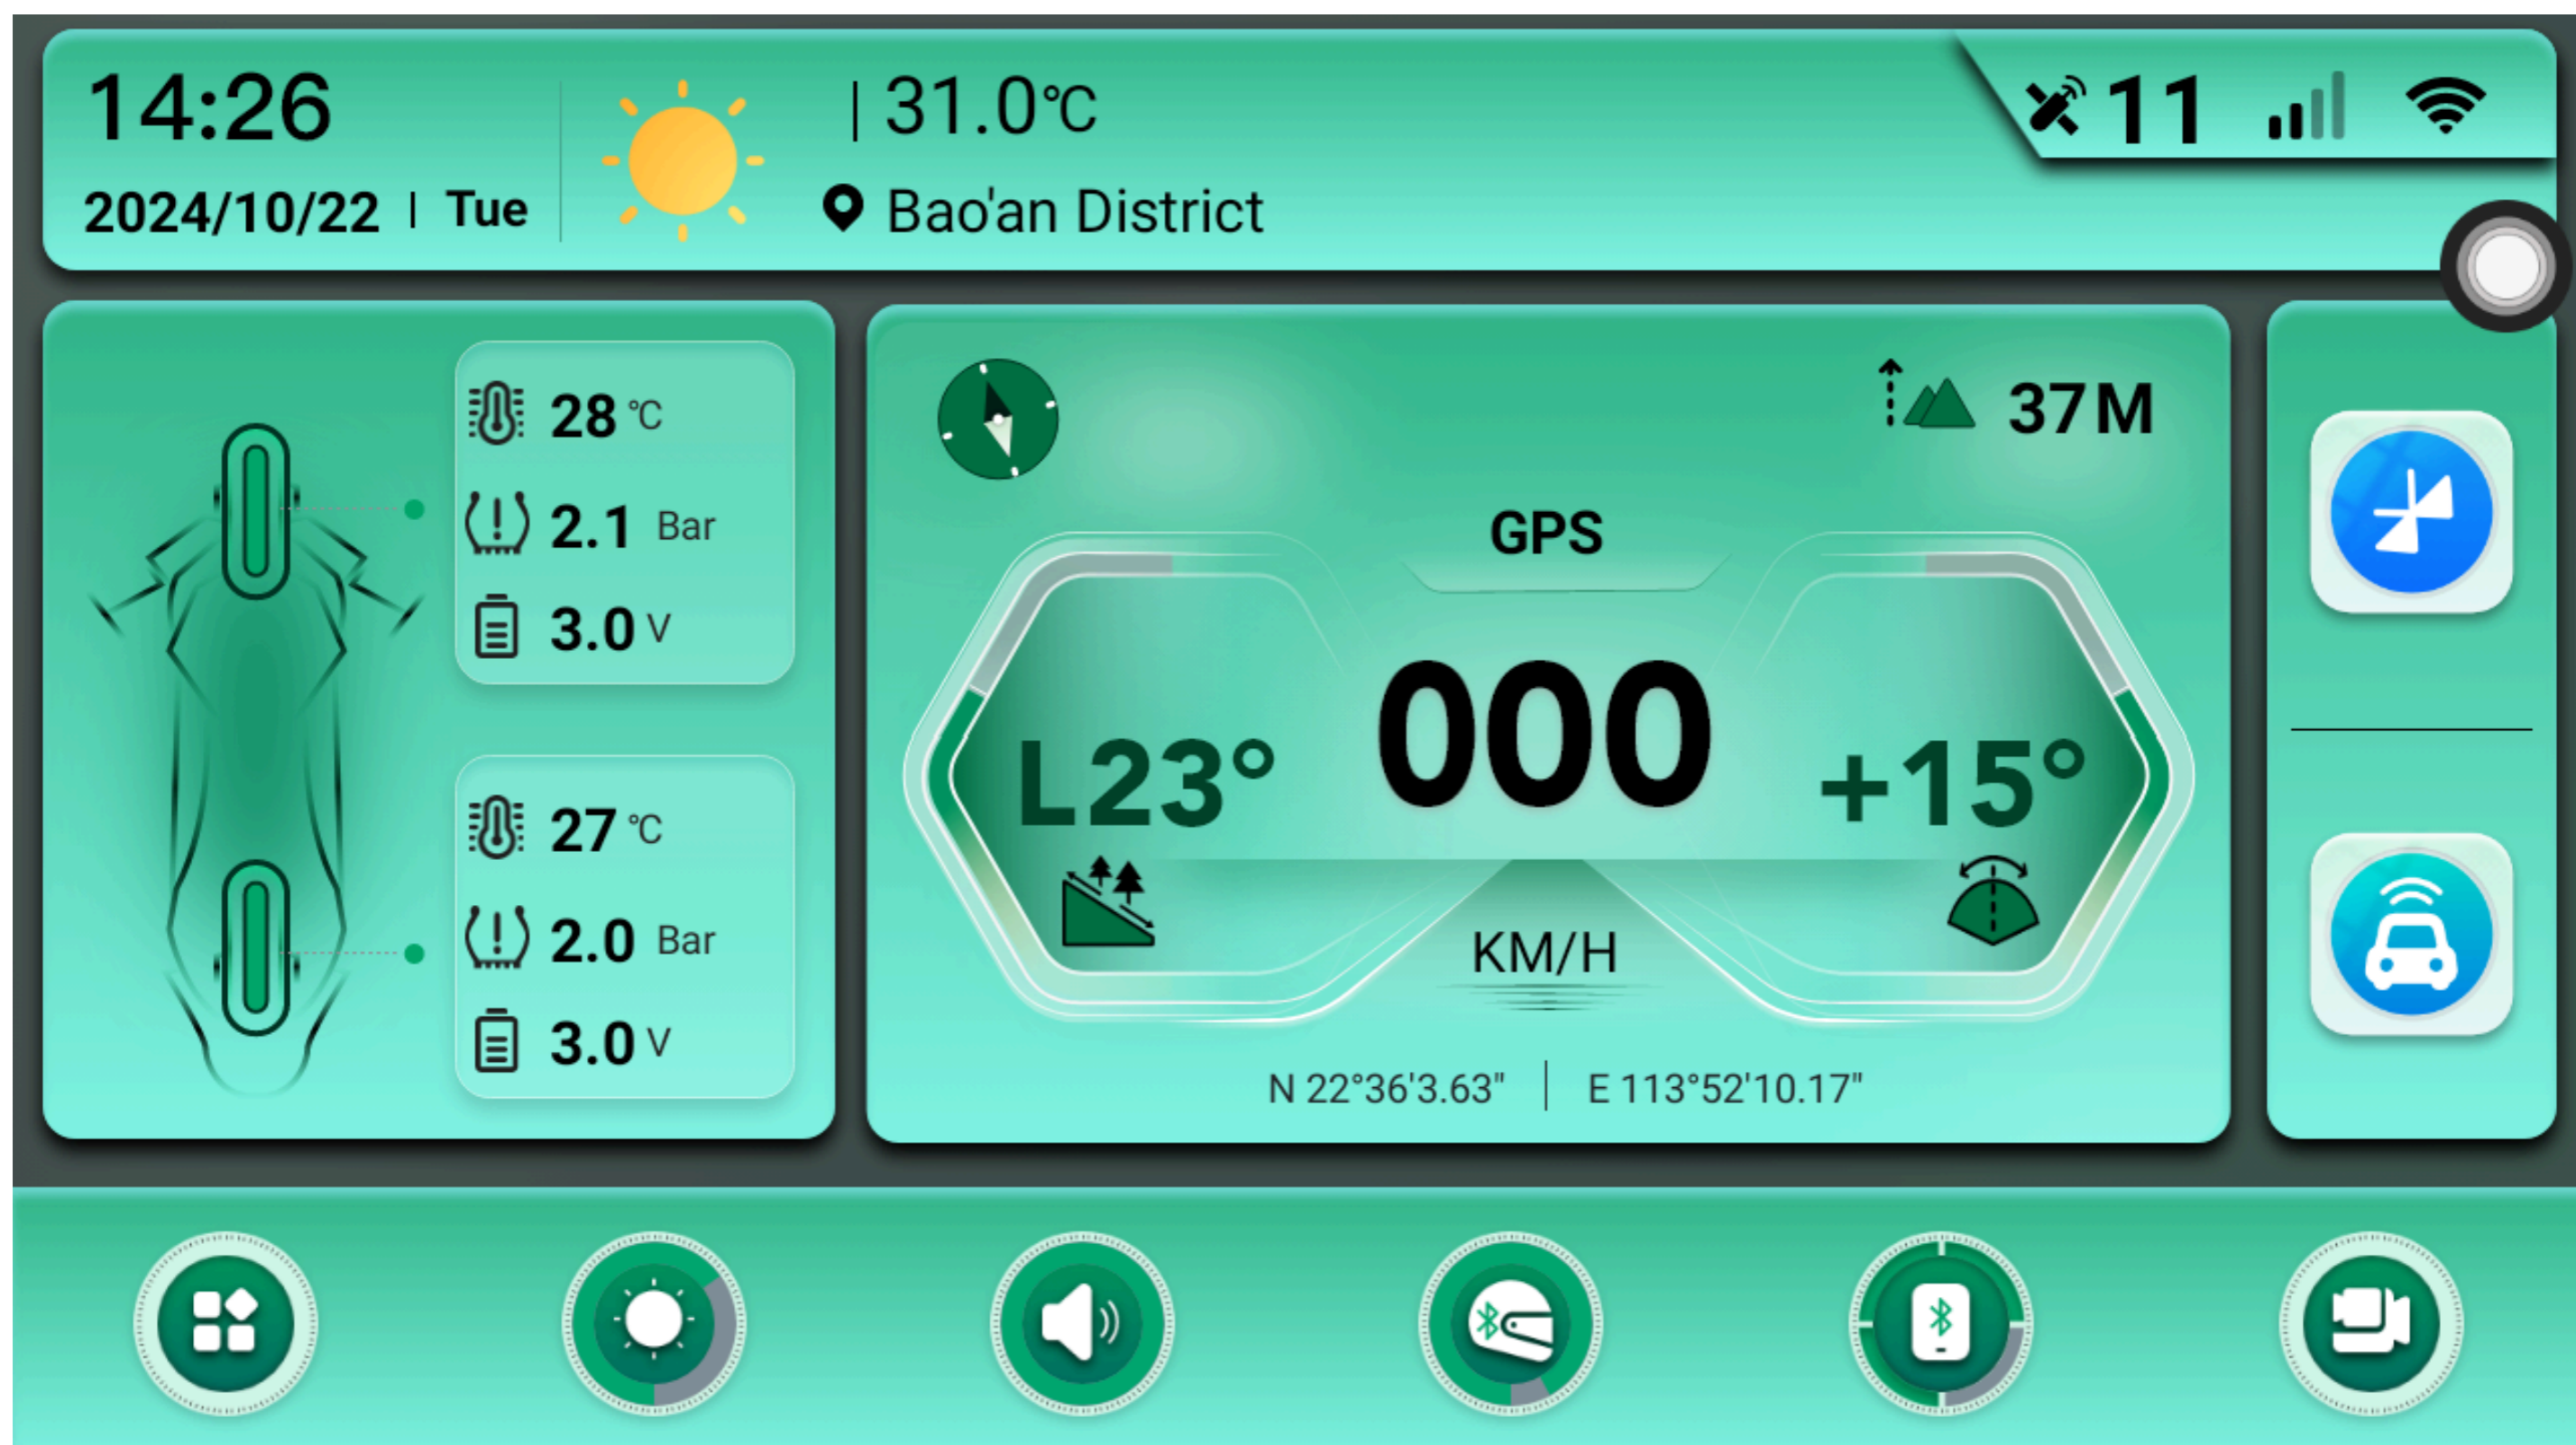 14:26
2024/10/22 | Tue
| 31.0℃
Bao'an District
11
28 ℃
2.1 Bar
3.0 V
27 ℃
2.0 Bar
3.0 V
37M
GPS
000
L23°
+15°
KM/H
N 22°36'3.63" | E 113°52'10.17"